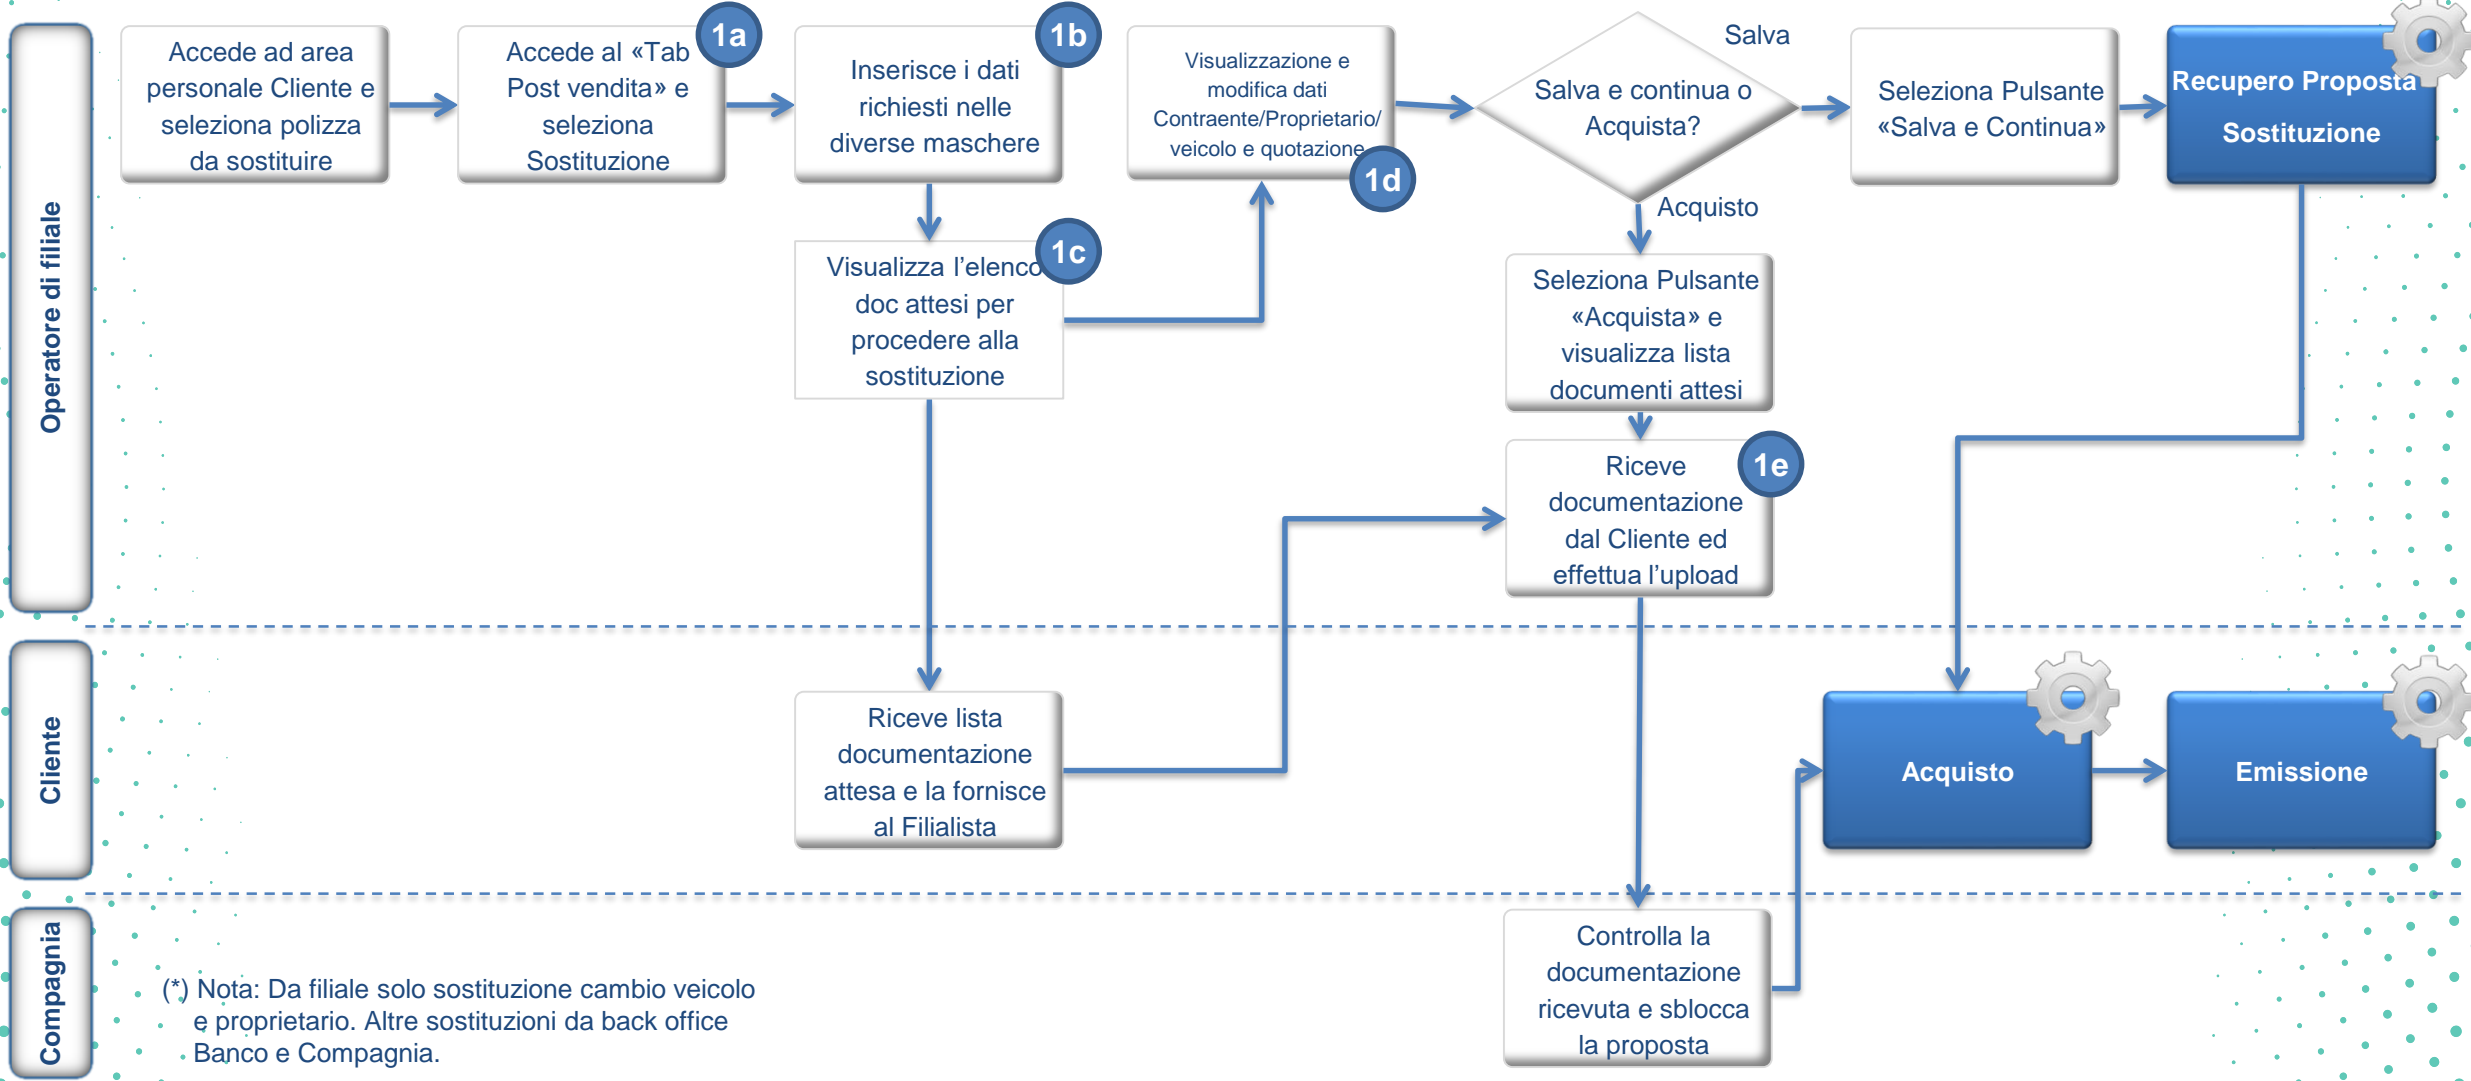 Operatore di filiale
Accede ad area
personale Cliente e
seleziona polizza
da sostituire
1a
Accede al «Tab
Post vendita» e
seleziona
Sostituzione
1b
Inserisce i dati
richiesti nelle
diverse maschere
1c
Visualizza l’elenco
doc attesi per
procedere alla
sostituzione
Visualizzazione e
modifica dati
Contraente/Proprietario/
veicolo e quotazione
1d
Salva e continua o
Acquista?
Salva
Acquisto
Seleziona Pulsante
«Salva e Continua»
Recupero Proposta
Sostituzione
Seleziona Pulsante
«Acquista» e
visualizza lista
documenti attesi
1e
Riceve
documentazione
dal Cliente ed
effettua l’upload
Cliente
Riceve lista
documentazione
attesa e la fornisce
al Filialista
Acquisto
Emissione
Compagnia
(*) Nota: Da filiale solo sostituzione cambio veicolo
e proprietario. Altre sostituzioni da back office
Banco e Compagnia.
Controlla la
documentazione
ricevuta e sblocca
la proposta